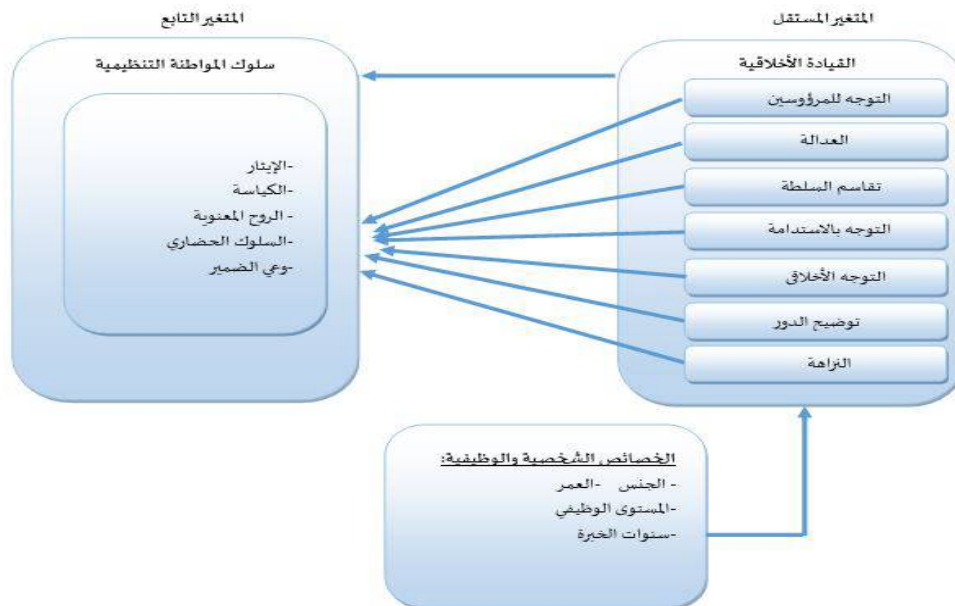 المتغير المستقل
القيادة الأخلاقية
التوجه للمرؤوسين
العدالة
تقاسم السلطة
التوجه بالاستدامة
التوجه الأخلاقي
توضيح الدور
النزاهة
المتغير التابع
سلوك المواطنة التنظيمية
-الإيثار
-الكياسة
- الروح المعنوية
-السلوك الحضاري
-وعي الضمير
الخصائص الشخصية والوظيفية:
- الجنس -العمر
-المستوى الوظيفي
-سنوات الخبرة